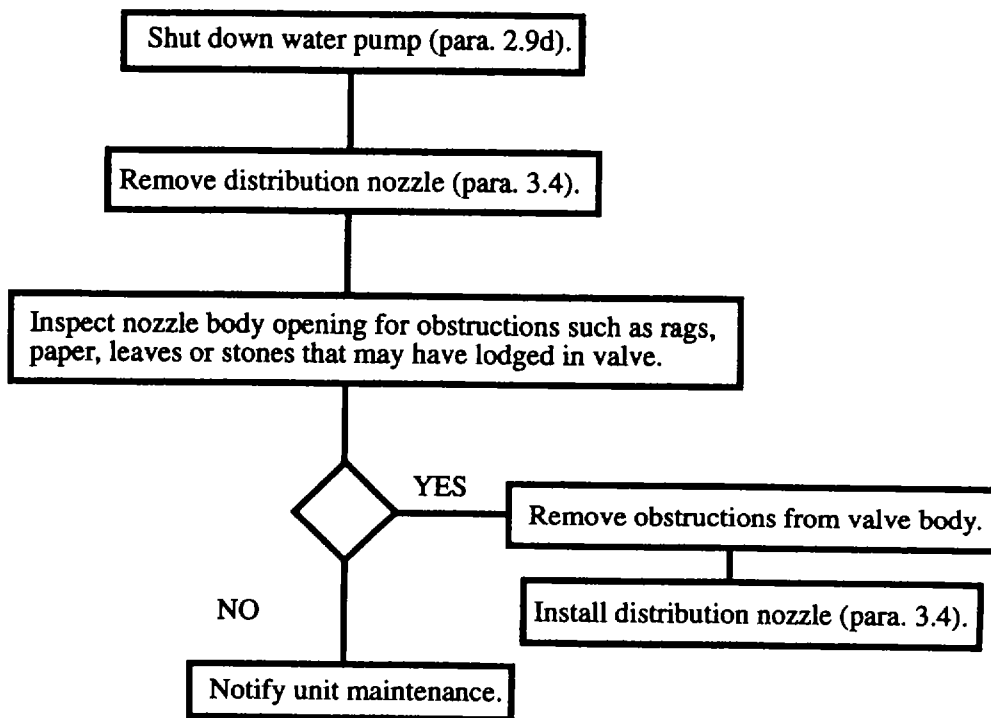 Shut down water pump (para. 2.9d).
Remove distribution nozzle (para. 3.4).
Inspect nozzle body opening for obstructions such as rags,
paper, leaves or stones that may have lodged in valve.
YES
Remove obstructions from valve body.
Install distribution nozzle (para. 3.4).
NO
Notify unit maintenance.